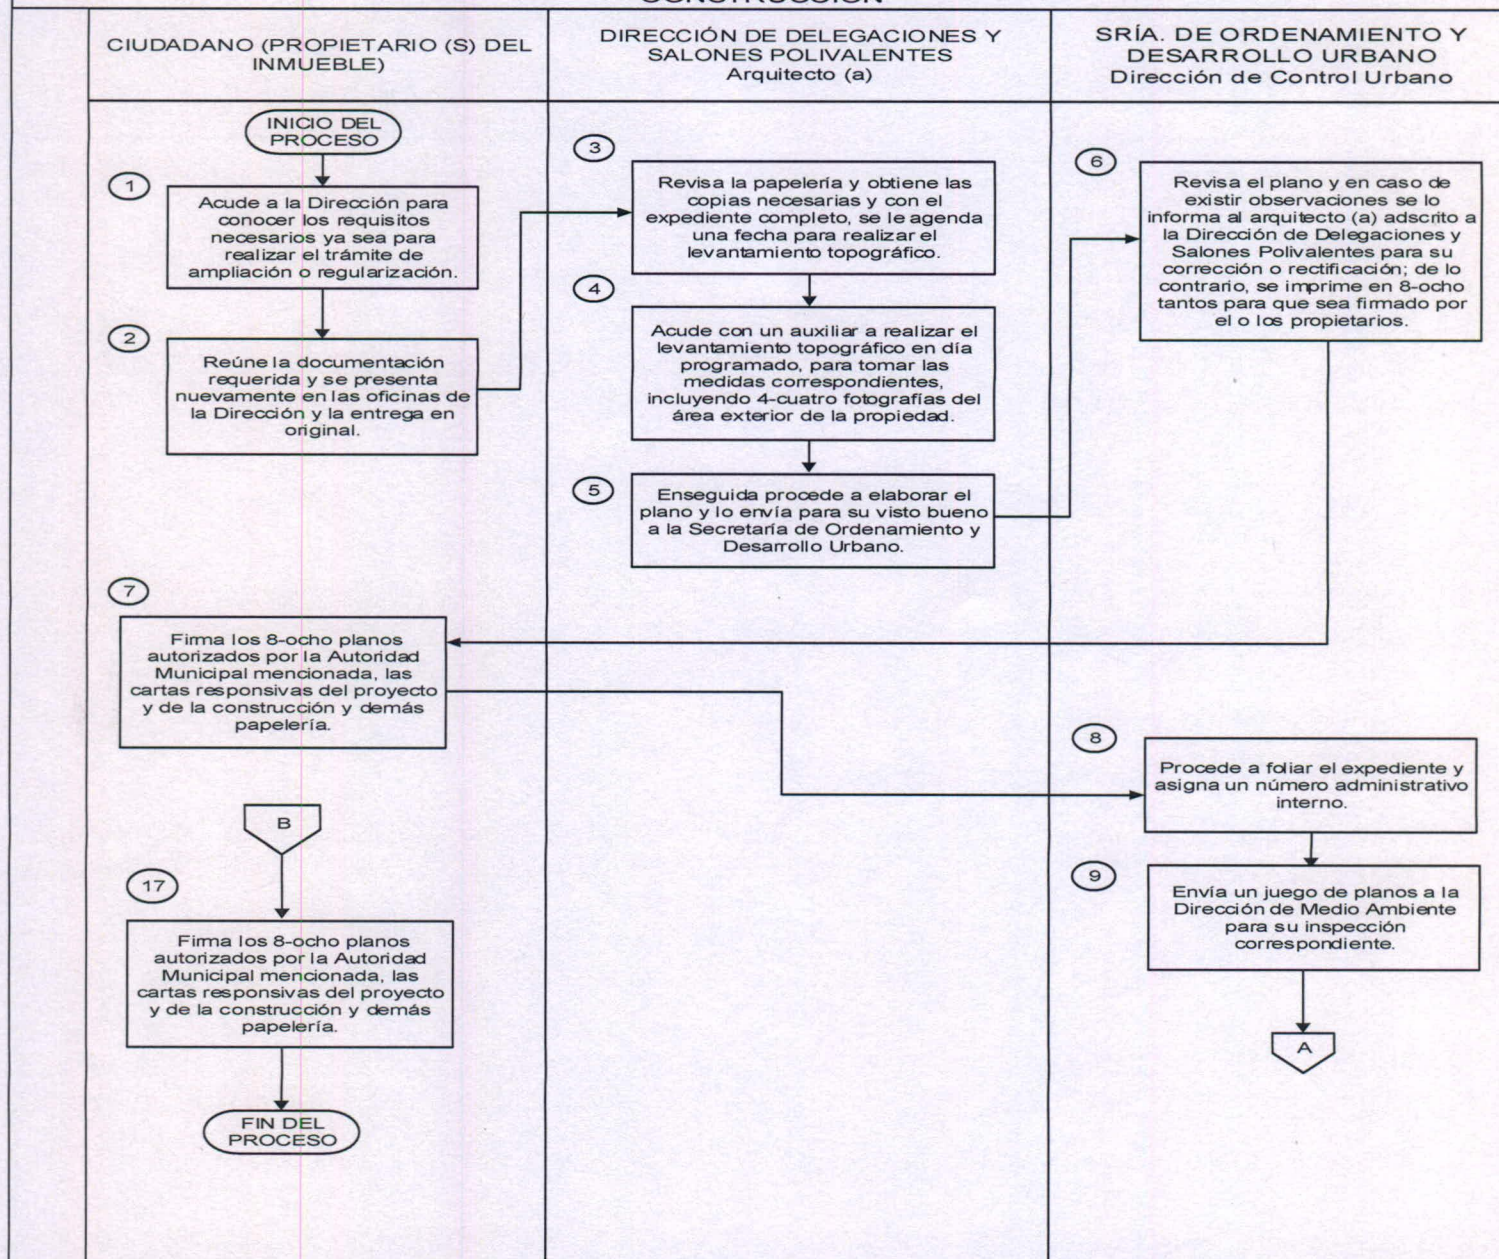 CONSTRUCCIÓN
CIUDADANO (PROPIETARIO (S) DEL
INMUEBLE)
DIRECCIÓN DE DELEGACIONES Y
SALONES POLIVALENTES
Arquitecto (a)
SRÍA. DE ORDENAMIENTO Y
DESARROLLO URBANO
Dirección de Control Urbano
INICIO DEL
PROCESO
1
Acude a la Dirección para
conocer los requisitos
necesarios ya sea para
realizar el trámite de
ampliación o regularización.
2
Reúne la documentación
requerida y se presenta
nuevamente en las oficinas de
la Dirección y la entrega en
original.
3
Revisa la papelería y obtiene las
copias necesarias y con el
expediente completo, se le agenda
una fecha para realizar el
levantamiento topográfico.
4
Acude con un auxiliar a realizar el
levantamiento topográfico en día
programado, para tomar las
medidas correspondientes,
incluyendo 4-cuatro fotografías del
área exterior de la propiedad.
5
Enseguida procede a elaborar el
plano y lo envía para su visto bueno
a la Secretaría de Ordenamiento y
Desarrollo Urbano.
6
Revisa el plano y en caso de
existir observaciones se lo
informa al arquitecto (a) adscrito a
la Dirección de Delegaciones y
Salones Polivalentes para su
corrección o rectificación; de lo
contrario, se imprime en 8-ocho
tantos para que sea firmado por
el o los propietarios.
7
Firma los 8-ocho planos
autorizados por la Autoridad
Municipal mencionada, las
cartas responsivas del proyecto
y de la construcción y demás
papelería.
8
Procede a foliar el expediente y
asigna un número administrativo
interno.
9
Envía un juego de planos a la
Dirección de Medio Ambiente
para su inspección
correspondiente.
A
B
17
Firma los 8-ocho planos
autorizados por la Autoridad
Municipal mencionada, las
cartas responsivas del proyecto
y de la construcción y demás
papelería.
FIN DEL
PROCESO